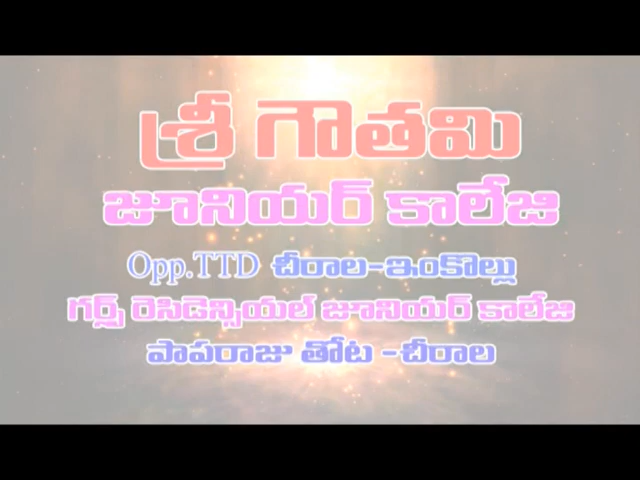 శ్రీ గౌతమి
జూనియర్ కాలేజి
Opp.TTD చీరాల-ఇంకొల్లు
గర్ల్స్ రెసిడెన్సియల్ జూనియర్ కాలేజి
పాపరాజు తోట -చీరాల